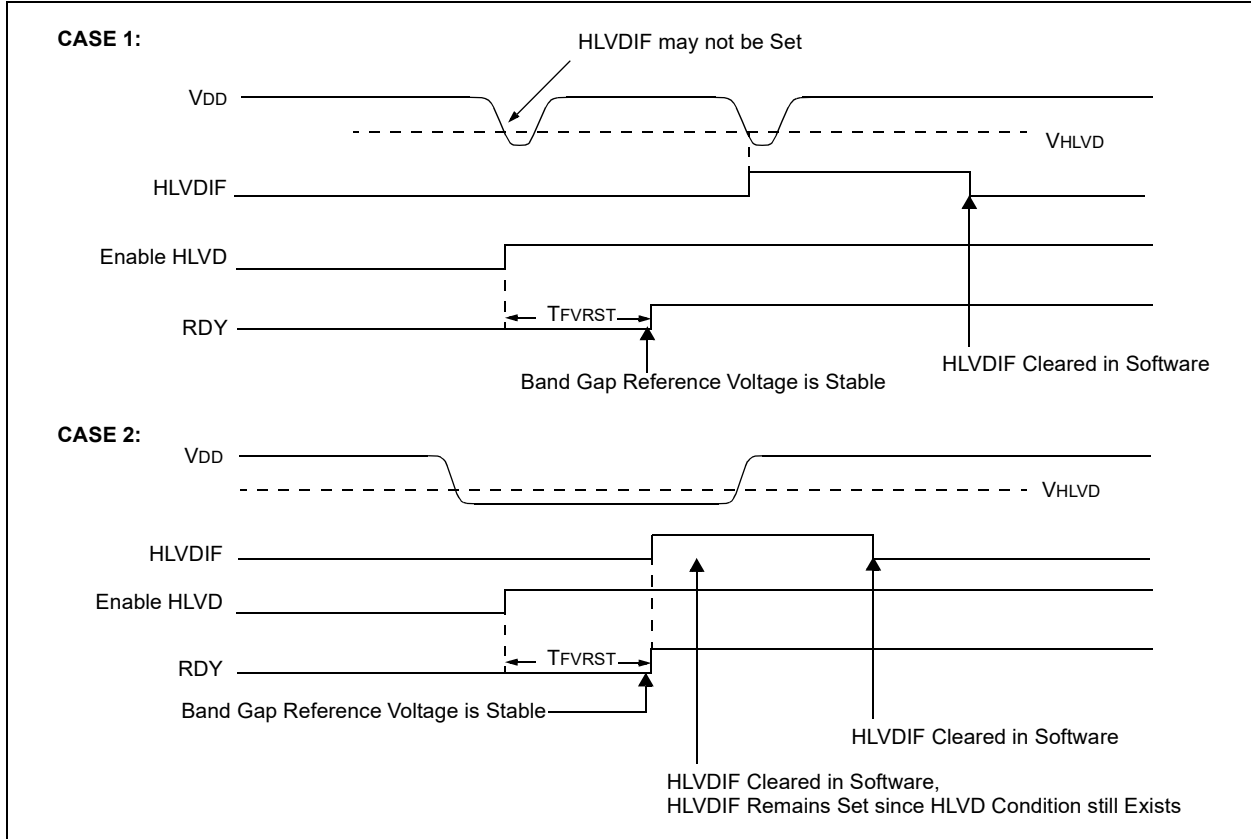 CASE 1:
HLVDIF may not be Set
VDD
VHLVD
HLVDIF
Enable HLVD
TFVRST
RDY
HLVDIF Cleared in Software
Band Gap Reference Voltage is Stable
CASE 2:
VDD
VHLVD
HLVDIF
Enable HLVD
TFVRST
RDY
Band Gap Reference Voltage is Stable
HLVDIF Cleared in Software
HLVDIF Cleared in Software,
HLVDIF Remains Set since HLVD Condition still Exists